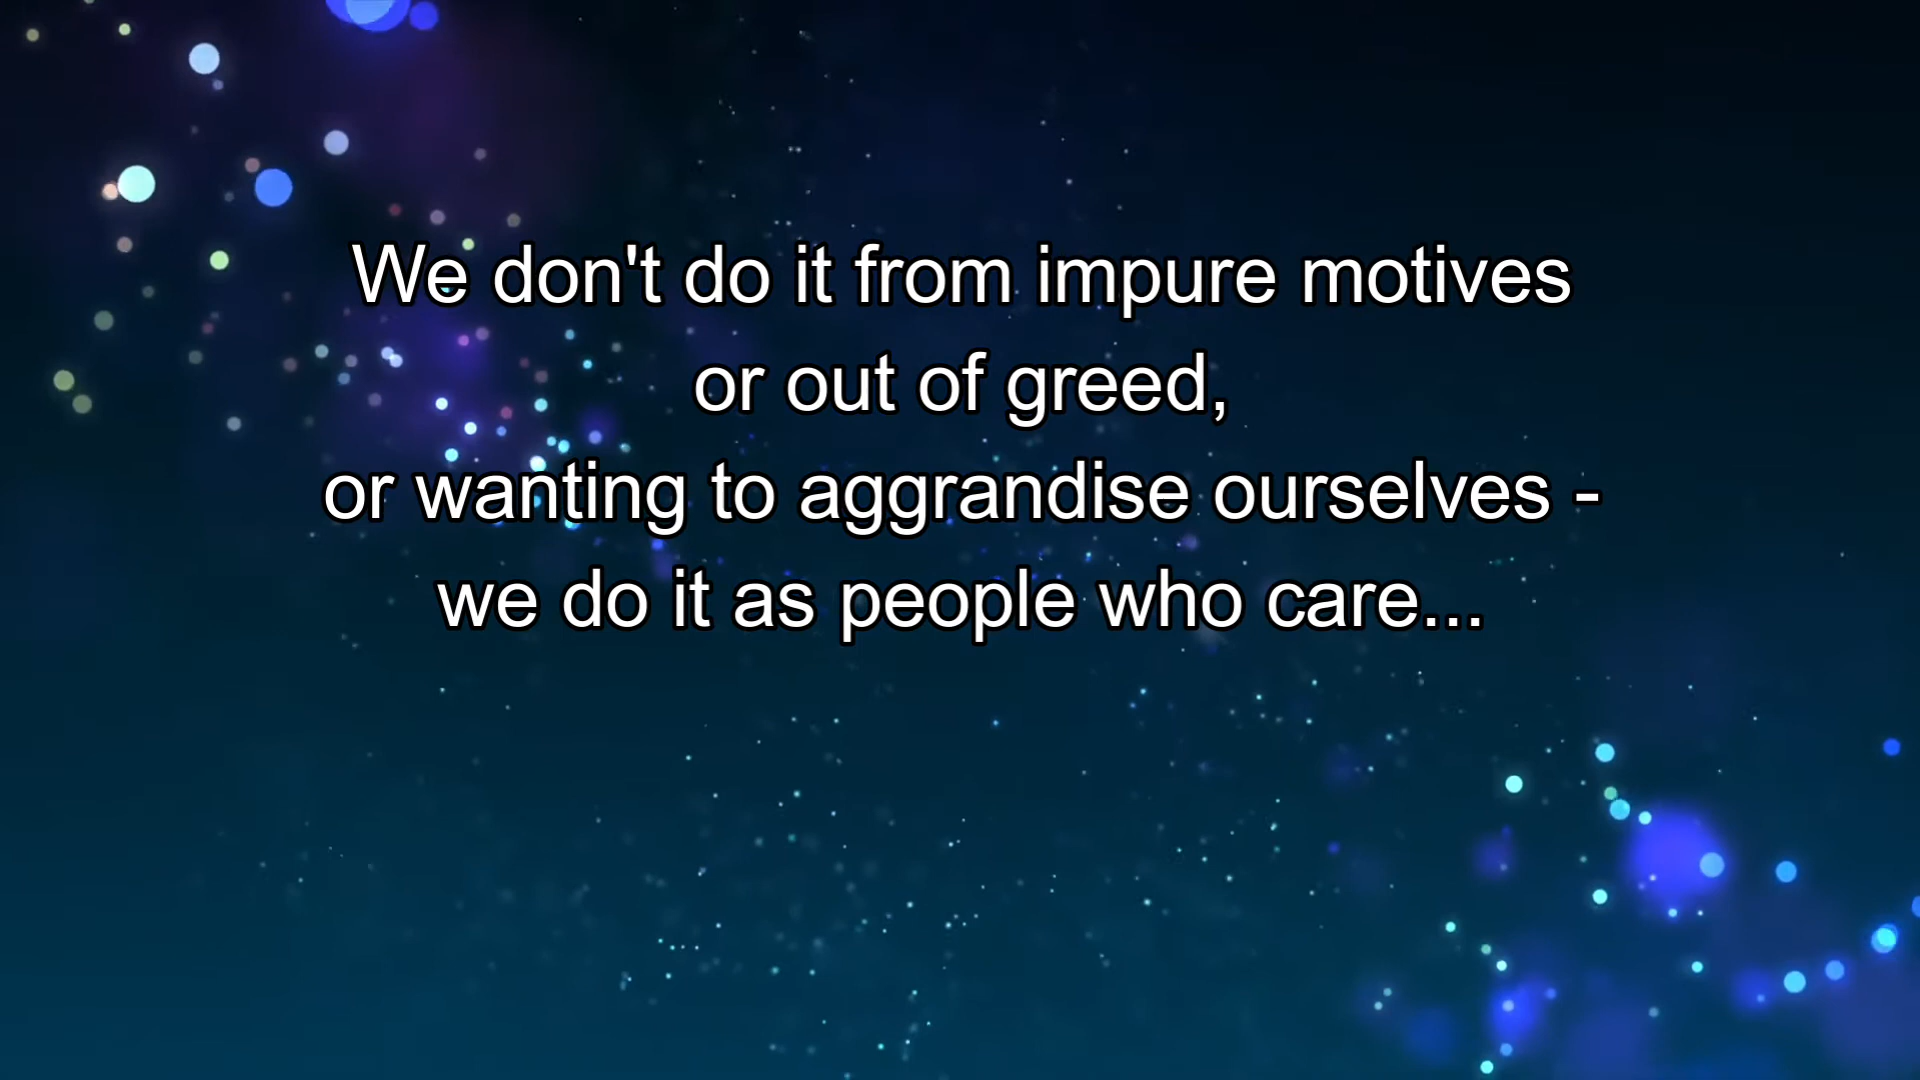 We don't do it from impure motives
or out of greed,
or wanting to aggrandise ourselves -
we do it as people who care...